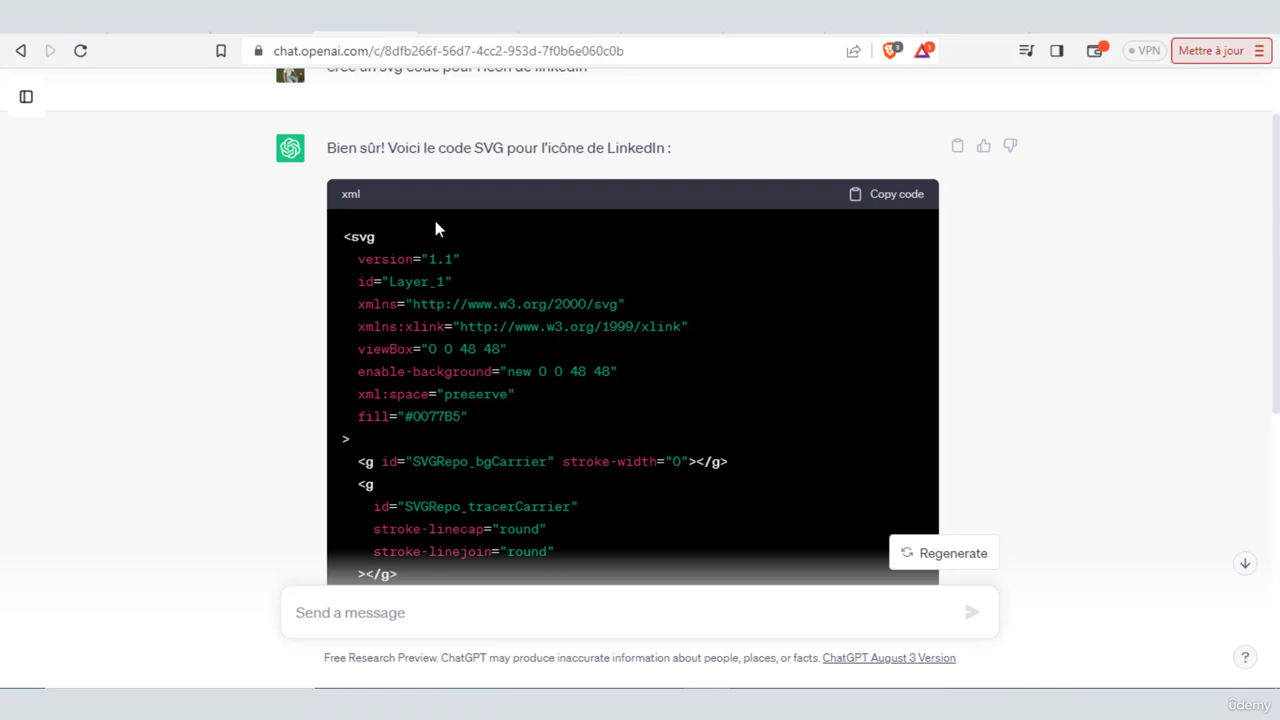 chat.openai.com/c/8dfb266f-56d7-4cc2-953d-7f0b6e060c0b
3
1
VPN
Mettre à jour
Bien sûr! Voici le code SVG pour l'icône de LinkedIn :
xml
Copy code
<svg
version="1.1"
id="Layer_1"
xmlns="http://www.w3.org/2000/svg"
xmlns:xlink="http://www.w3.org/1999/xlink"
viewBox="0 0 48 48"
enable-background="new 0 0 48 48"
xml:space="preserve"
fill="#0077B5"
>
<g id="SVGRepo_bgCarrier" stroke-width="0"></g>
<g
id="SVGRepo_tracerCarrier"
stroke-linecap="round"
stroke-linejoin="round"
></g>
Regenerate
Send a message
Free Research Preview. ChatGPT may produce inaccurate information about people, places, or facts. ChatGPT August 3 Version
?
ûdemy